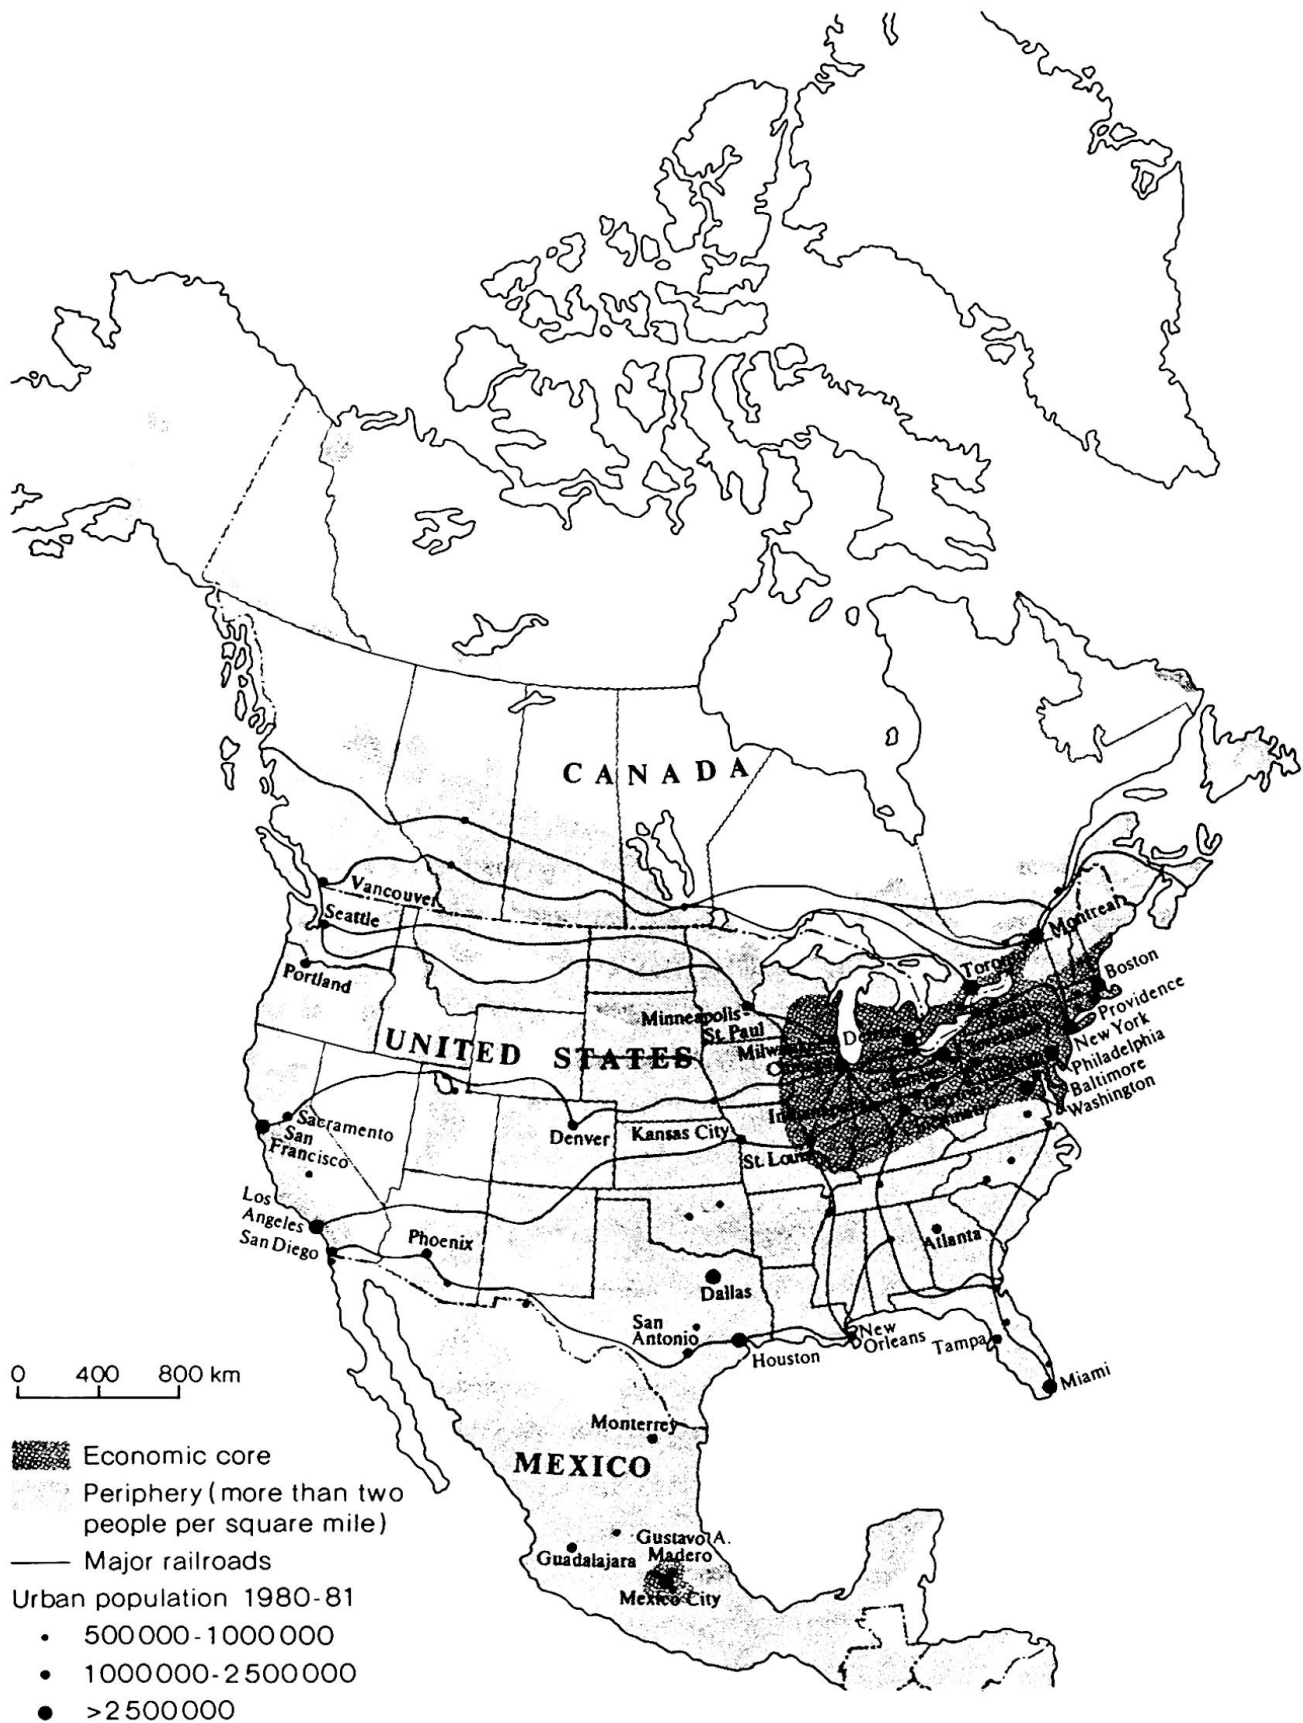 CANADA
Vancouver
Seattle
Portland
Montreal
Toronto
Boston
Providence
New York
Philadelphia
Baltimore
Washington
Minneapolis-
St. Paul
UNITED STATES
Sacramento
San
Francisco
Denver
Kansas City
St. Louis
Los
Angeles
San Diego
Phoenix
Atlanta
Dallas
San
Antonio
Houston
New
Orleans
Tampa
Miami
Monterrey
MEXICO
Gustavo A.
Madero
Guadalajara
Mexico City
0 400 800 km
Economic core
Periphery (more than two
people per square mile)
Major railroads
Urban population 1980-81
500000-1000000
1000000-2500000
>2500000